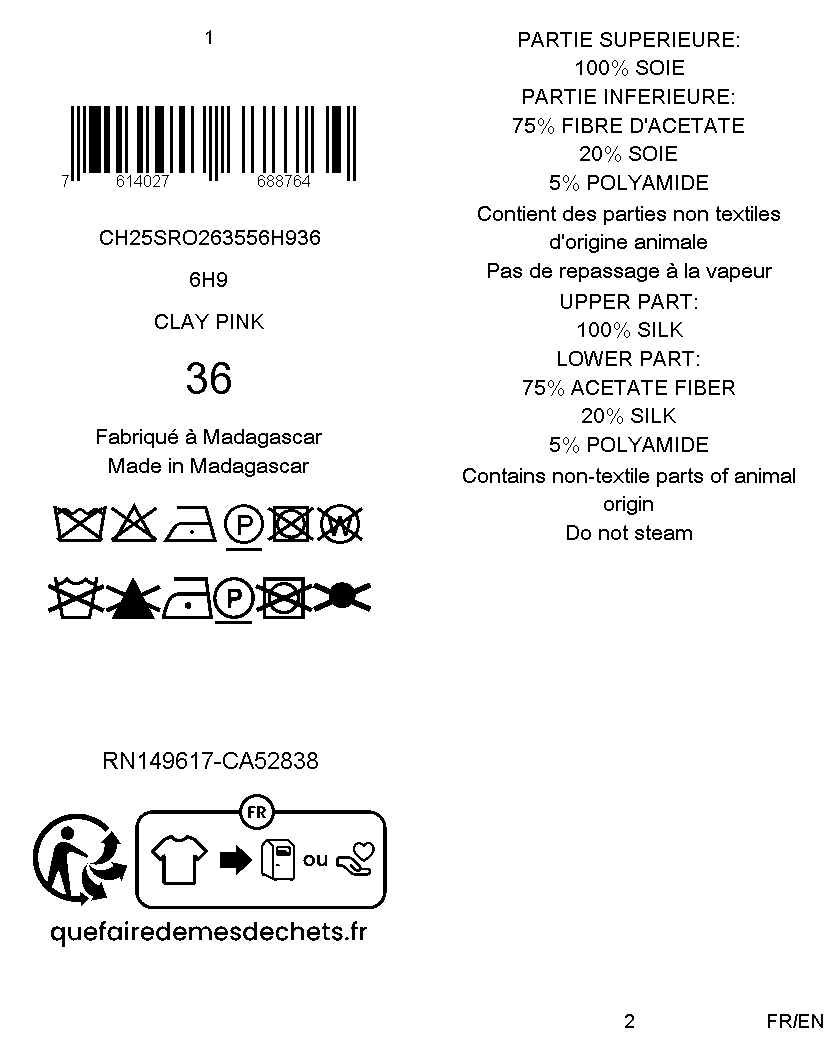 1
7 614027 688764
CH25SRO263556H936
6H9
CLAY PINK
36
Fabriqué à Madagascar
Made in Madagascar
P W
P
RN149617-CA52838
FR
ou
quefairedemesdechets.fr
PARTIE SUPERIEURE:
100% SOIE
PARTIE INFERIEURE:
75% FIBRE D'ACETATE
20% SOIE
5% POLYAMIDE
Contient des parties non textiles
d'origine animale
Pas de repassage à la vapeur
UPPER PART:
100% SILK
LOWER PART:
75% ACETATE FIBER
20% SILK
5% POLYAMIDE
Contains non-textile parts of animal
origin
Do not steam
2
FR/EN